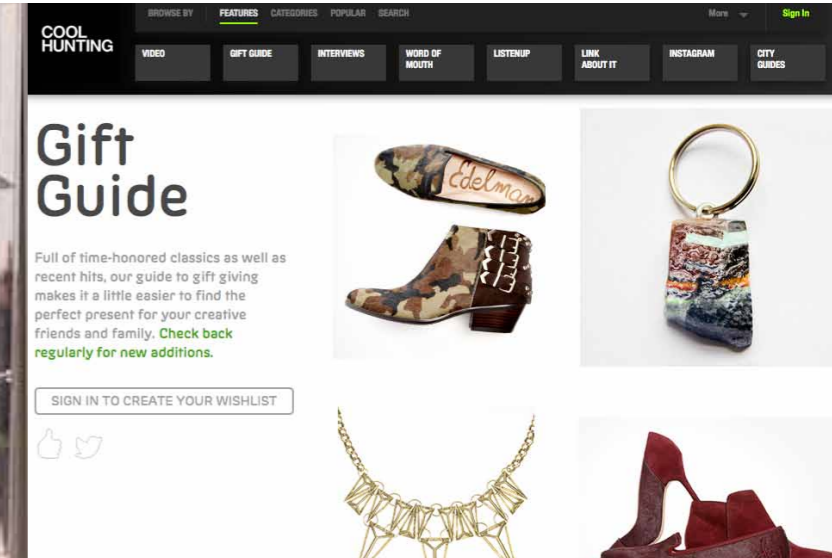 COOL
HUNTING
BROWSE BY FEATURES CATEGORIES POPULAR SEARCH More Sign In
VIDEO GIFT GUIDE INTERVIEWS WORD OF MOUTH LISTENUP LINK ABOUT IT INSTAGRAM CITY GUIDES
Gift
Guide
Full of time-honored classics as well as
recent hits, our guide to gift giving
makes it a little easier to find the
perfect present for your creative
friends and family. Check back
regularly for new additions.
SIGN IN TO CREATE YOUR WISHLIST
Edelman